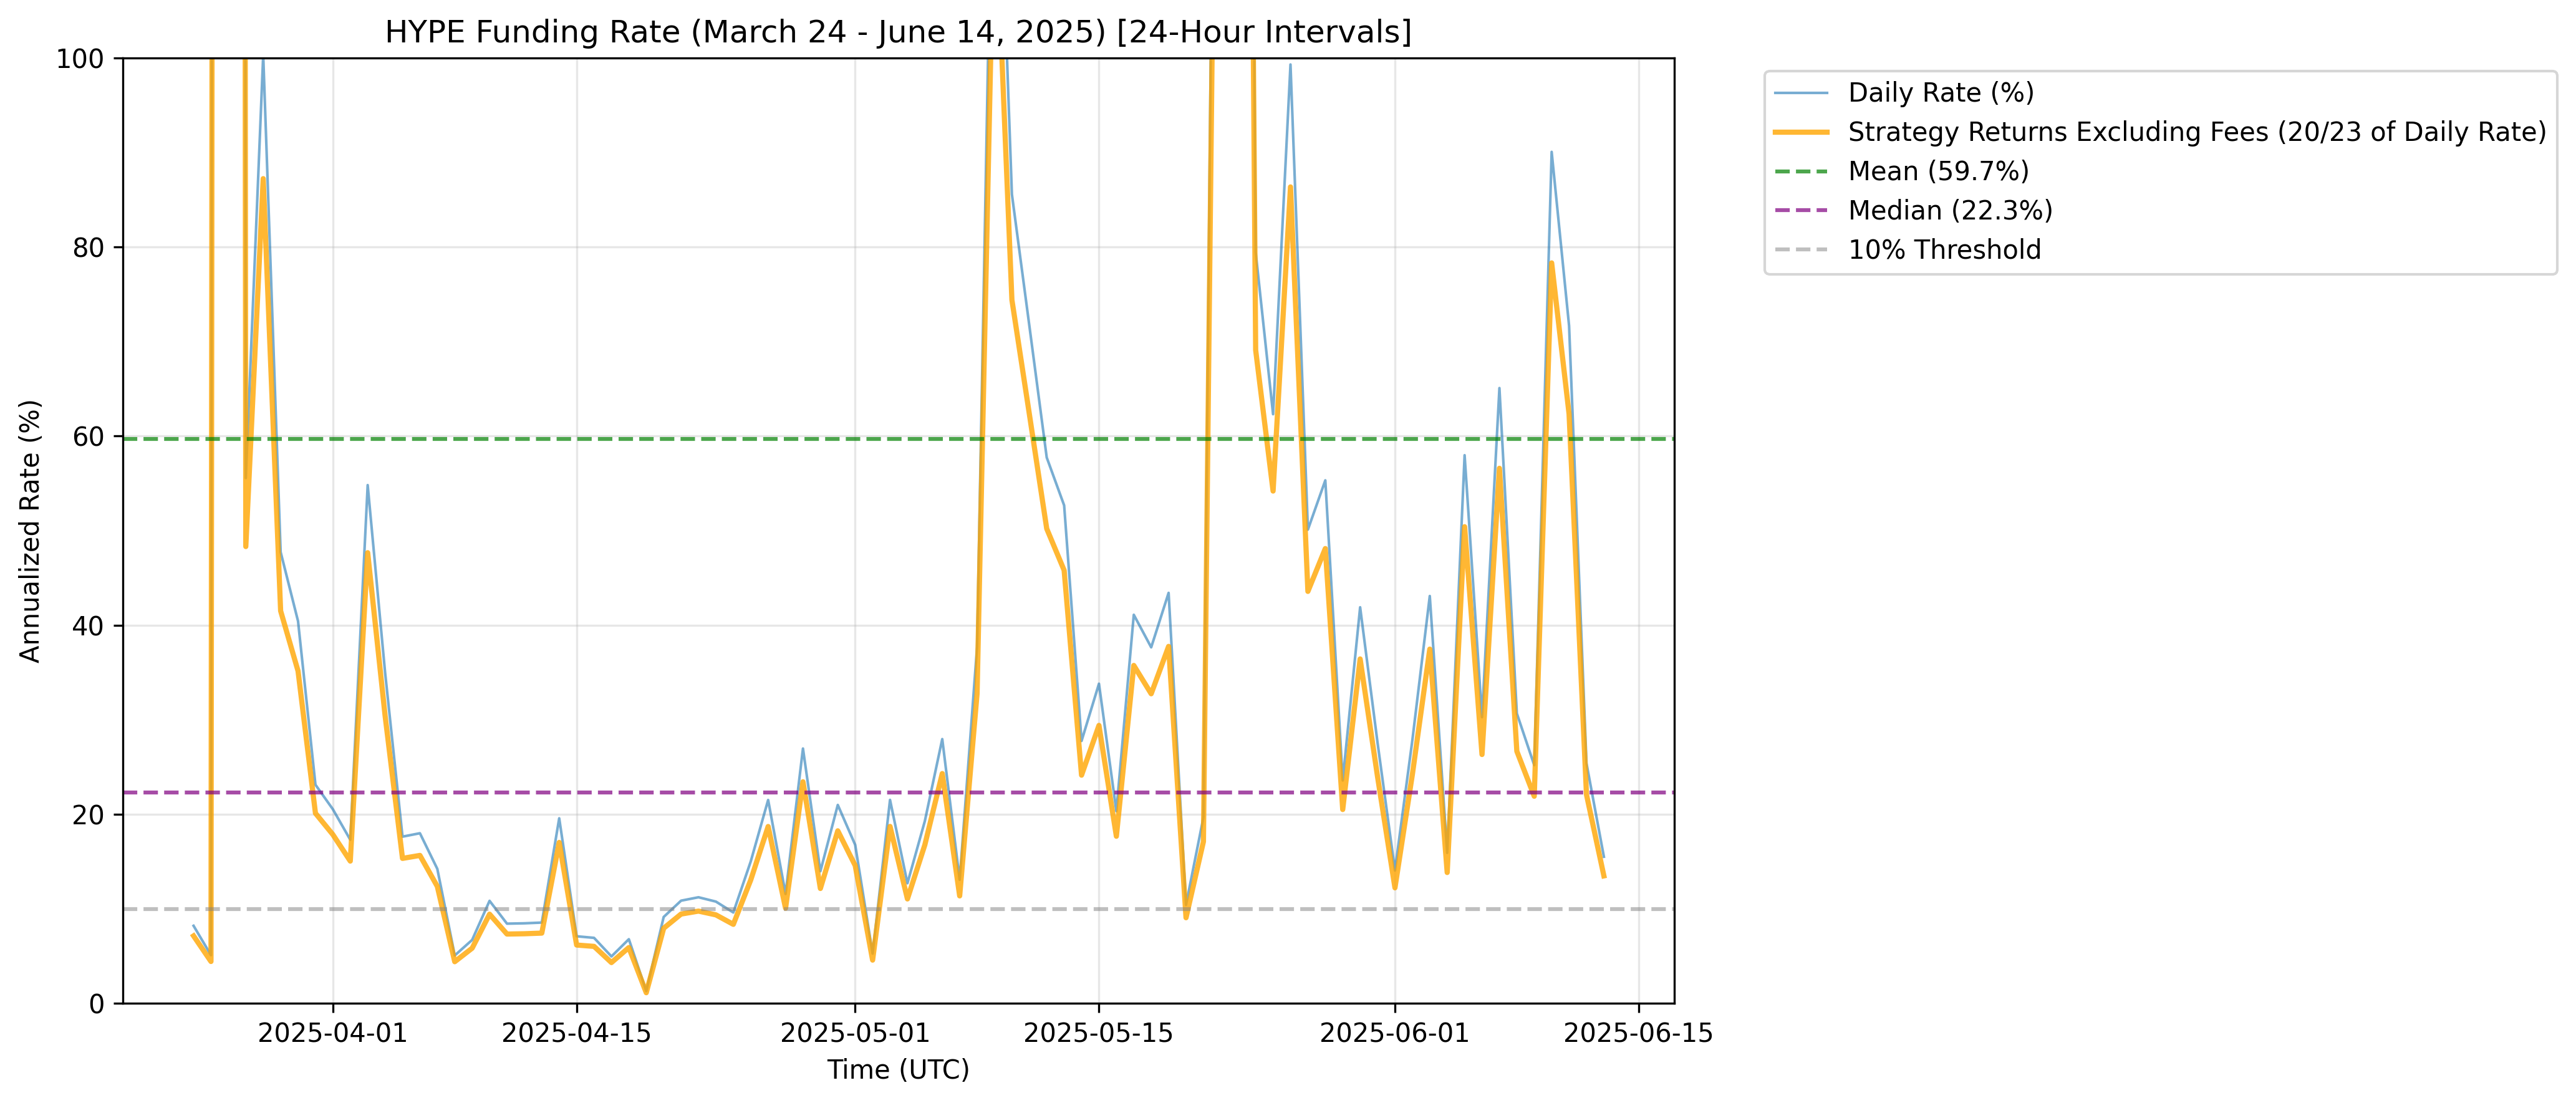 HYPE Funding Rate (March 24 - June 14, 2025) [24-Hour Intervals]
Annualized Rate (%)
100
80
60
40
20
0
2025-04-01
2025-04-15
2025-05-01
2025-05-15
2025-06-01
2025-06-15
Time (UTC)
Daily Rate (%)
Strategy Returns Excluding Fees (20/23 of Daily Rate)
Mean (59.7%)
Median (22.3%)
10% Threshold